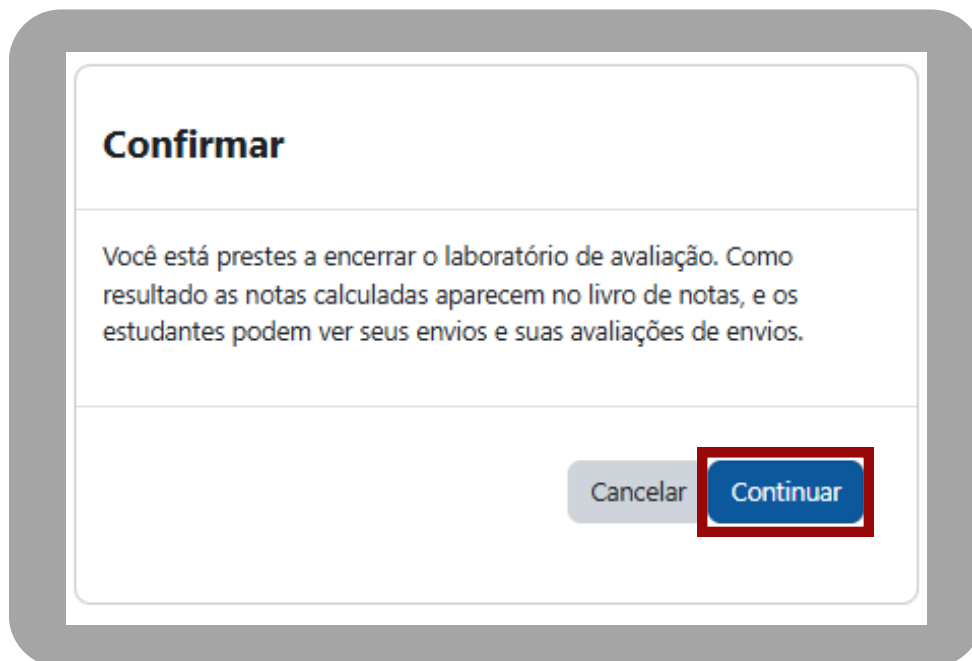 Confirmar
Você está prestes a encerrar o laboratório de avaliação. Como
resultado as notas calculadas aparecem no livro de notas, e os
estudantes podem ver seus envios e suas avaliações de envios.
Cancelar
Continuar